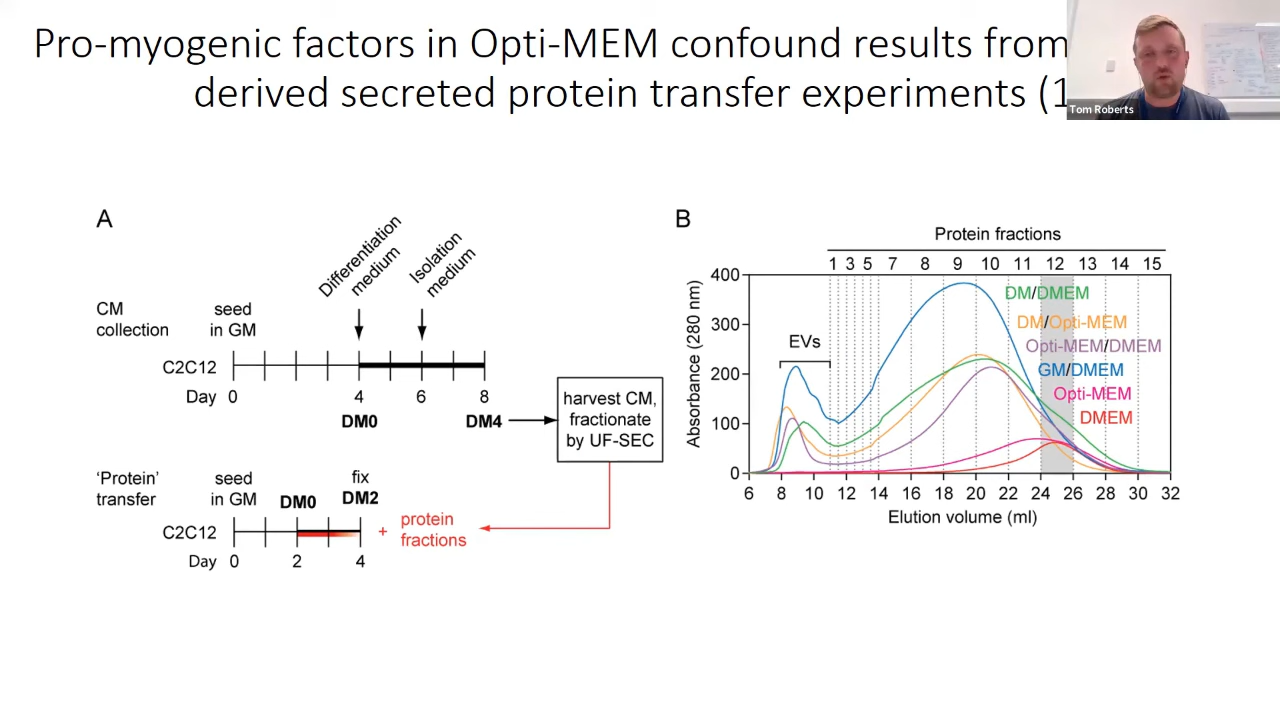 Pro-myogenic factors in Opti-MEM confound results from
derived secreted protein transfer experiments (1
Tom Roberts
A
Differentiation
medium
Isolation
medium
CM
collection
seed
in GM
C2C12
Day
0
4
6
8
DM0
DM4
harvest CM,
fractionate
by UF-SEC
'Protein'
transfer
seed
in GM
DM0
fix
DM2
C2C12
+
protein
fractions
Day
0
2
4
B
Protein fractions
1 3 5 7 8 9 10 11 12 13 14 15
Absorbance (280 nm)
400
300
200
100
0
EVs
DM/DMEM
DM/Opti-MEM
Opti-MEM/DMEM
GM/DMEM
Opti-MEM
DMEM
6 8 10 12 14 16 18 20 22 24 26 28 30 32
Elution volume (ml)